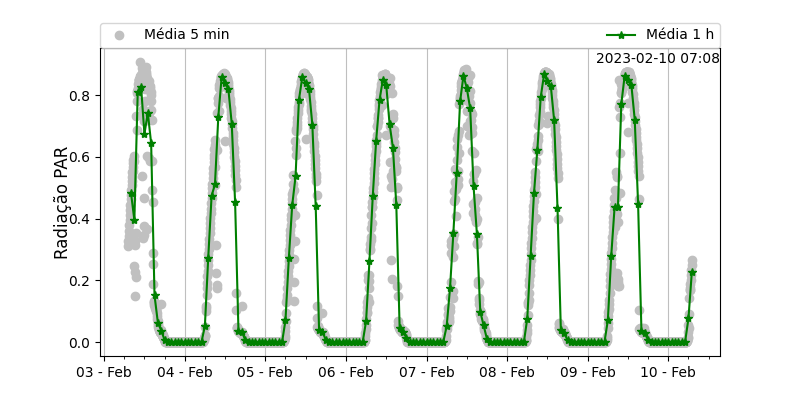 Média 5 min
Média 1 h
2023-02-10 07:08
Radiação PAR
0.8
0.6
0.4
0.2
0.0
03 - Feb
04 - Feb
05 - Feb
06 - Feb
07 - Feb
08 - Feb
09 - Feb
10 - Feb